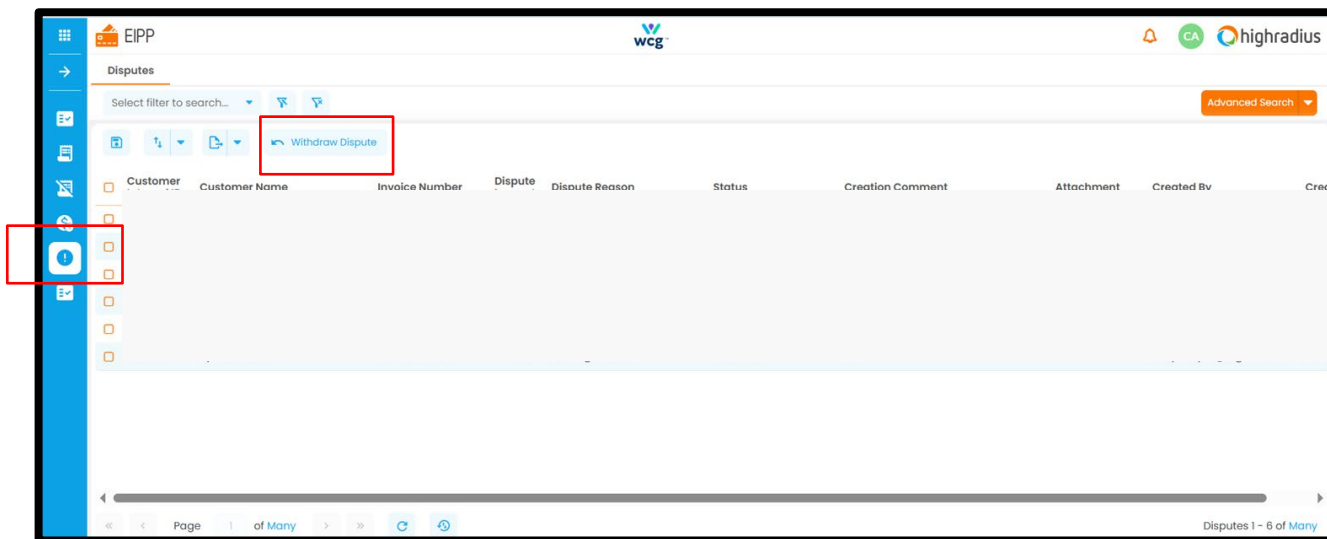 EIPP
wcg
CA
highradius
Disputes
Select filter to search...
Advanced Search
Withdraw Dispute
Customer Customer Name Invoice Number Dispute Dispute Reason Status Creation Comment Attachment Created By Crea
Page 1 of Many
Disputes 1 - 6 of Many